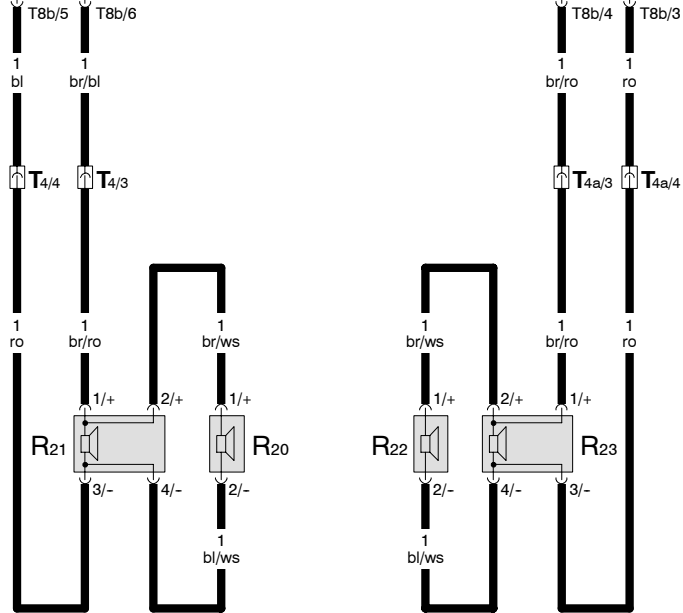 T8b/5 T8b/6 T8b/4 T8b/3
1 1 1 1
bl br/bl br/ro ro
T4/4 T4/3 T4a/3 T4a/4
1 1 1 1 1 1
ro br/ro br/ws br/ws br/ro ro
1/+ 2/+ 1/+ 1/+ 2/+ 1/+
R21 R20 R22 R23
3/- 4/- 2/- 2/- 4/- 3/-
1 1
bl/ws bl/ws